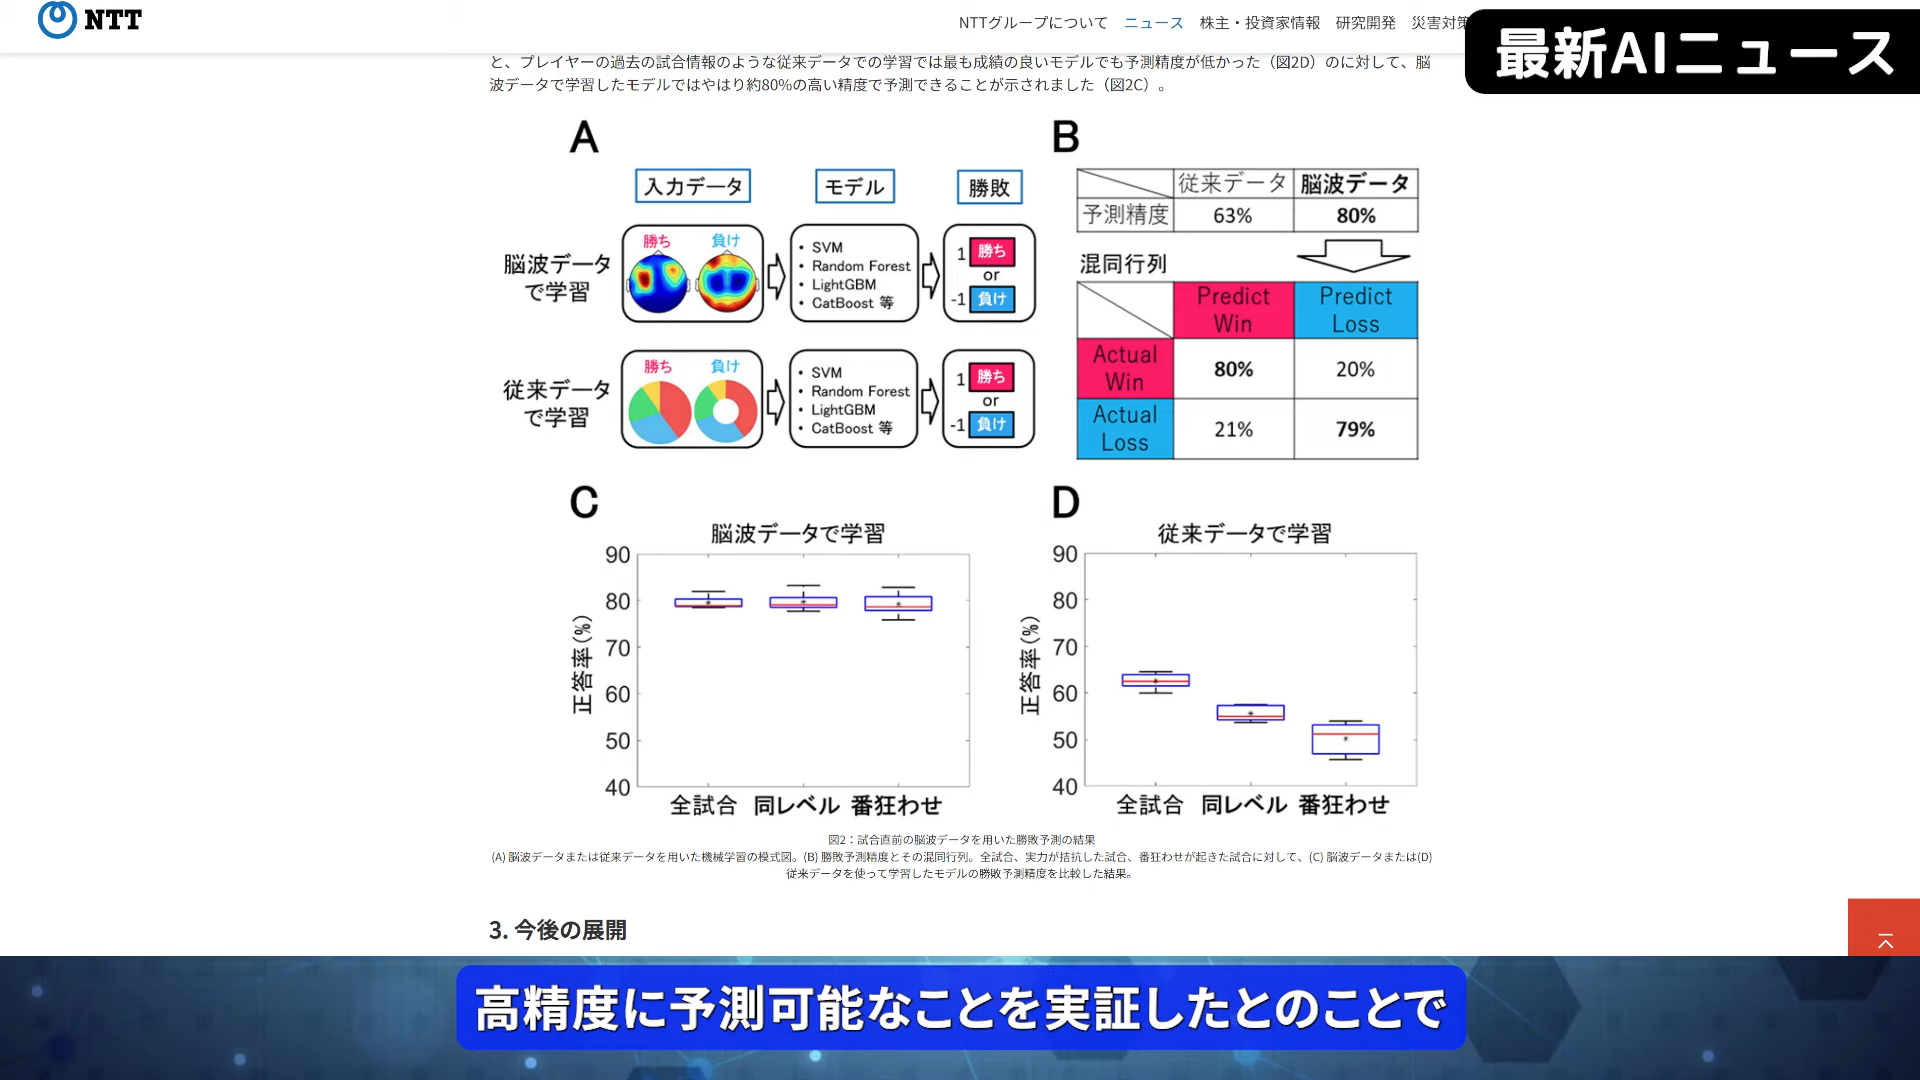 NTT
NTTグループについて ニュース 株主・投資家情報 研究開発 災害対策
最新AIニュース
と、プレイヤーの過去の試合情報のような従来データでの学習では最も成績の良いモデルでも予測精度が低かった（図2D）のに対して、脳
波データで学習したモデルではやはり約80%の高い精度で予測できることが示されました（図2C）。
A
入力データ モデル 勝敗
脳波データ
で学習
勝ち 負け
• SVM
• Random Forest
• LightGBM
• CatBoost 等
1 勝ち
or
-1 負け
従来データ
で学習
勝ち 負け
• SVM
• Random Forest
• LightGBM
• CatBoost 等
1 勝ち
or
-1 負け
B
従来データ 脳波データ
予測精度 63% 80%
混同行列
Predict Win Predict Loss
Actual Win 80% 20%
Actual Loss 21% 79%
C
脳波データで学習
正答率(%)
90
80
70
60
50
40
全試合 同レベル 番狂わせ
D
従来データで学習
正答率(%)
90
80
70
60
50
40
全試合 同レベル 番狂わせ
図2：試合直前の脳波データを用いた勝敗予測の結果
(A) 脳波データまたは従来データを用いた機械学習の模式図。(B) 勝敗予測精度とその混同行列。全試合、実力が拮抗した試合、番狂わせが起きた試合に対して、(C) 脳波データまたは(D)
従来データを使って学習したモデルの勝敗予測精度を比較した結果。
3. 今後の展開
高精度に予測可能なことを実証したとのことで